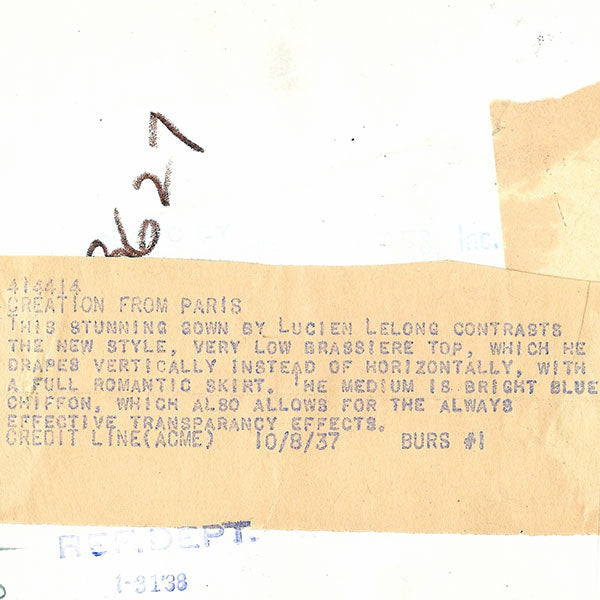 3627
Inc.
414414
CREATION FROM PARIS
THIS STUNNING GOWN BY LUCIEN LELONG CONTRASTS
THE NEW STYLE, VERY LOW BRASSIERE TOP, WHICH HE
DRAPES VERTICALLY INSTEAD OF HORIZONTALLY, WITH
A FULL ROMANTIC SKIRT. THE MEDIUM IS BRIGHT BLUE
CHIFFON, WHICH ALSO ALLOWS FOR THE ALWAYS
EFFECTIVE TRANSPARANCY EFFECTS.
CREDIT LINE(ACME) 10/8/37 BURS #1
REF. DEPT.
1-31'38